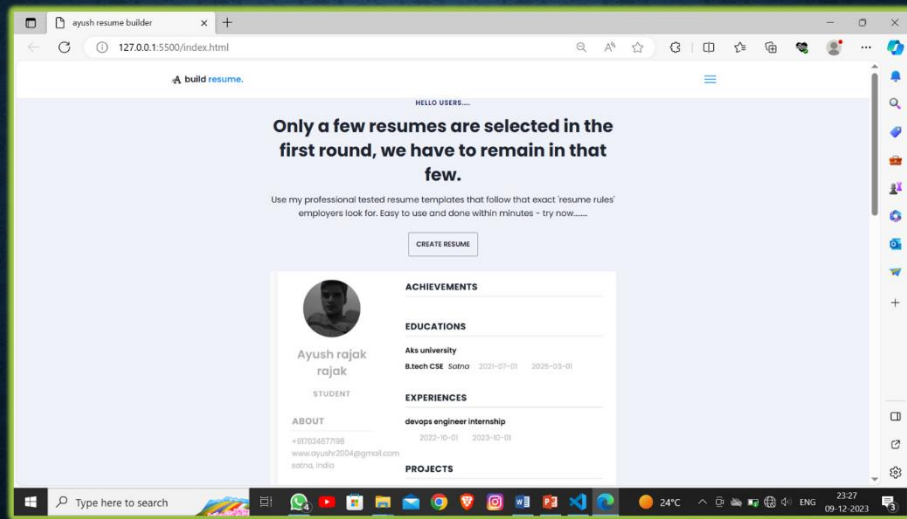 ayush resume builder
127.0.0.1:5500/index.html
build resume.
HELLO USERS.....
Only a few resumes are selected in the
first round, we have to remain in that
few.
Use my professional tested resume templates that follow that exact 'resume rules'
employers look for. Easy to use and done within minutes - try now.......
CREATE RESUME
Ayush rajak
rajak
STUDENT
ABOUT
+917024677198
www.ayushr2004@gmail.com
satna, India
ACHIEVEMENTS
EDUCATIONS
Aks university
B.tech CSE Satna 2021-07-01 2025-03-01
EXPERIENCES
devops engineer internship
2022-10-01 2023-10-01
PROJECTS
Type here to search
24°C
ENG
23:27
09-12-2023